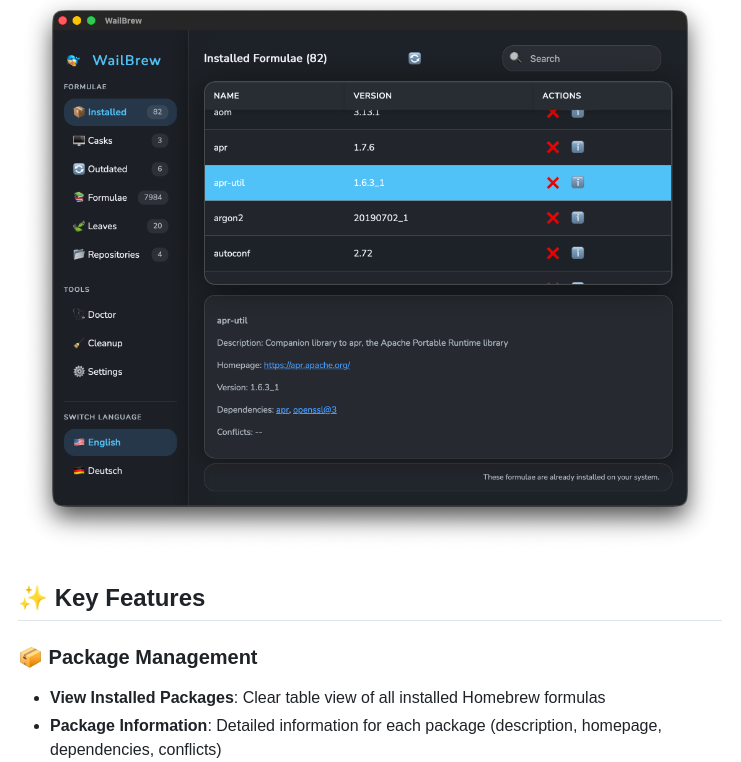 WailBrew
WailBrew
FORMULAE
Installed 82
Casks 3
Outdated 6
Formulae 7984
Leaves 20
Repositories 4
TOOLS
Doctor
Cleanup
Settings
SWITCH LANGUAGE
English
Deutsch
Installed Formulae (82)
Search
NAME VERSION ACTIONS
aom 3.13.1
apr 1.7.6
apr-util 1.6.3_1
argon2 20190702_1
autoconf 2.72
apr-util
Description: Companion library to apr, the Apache Portable Runtime library
Homepage: https://apr.apache.org/
Version: 1.6.3_1
Dependencies: apr, openssl@3
Conflicts: --
These formulae are already installed on your system.
✨ Key Features
📦 Package Management
• View Installed Packages: Clear table view of all installed Homebrew formulas
• Package Information: Detailed information for each package (description, homepage,
dependencies, conflicts)